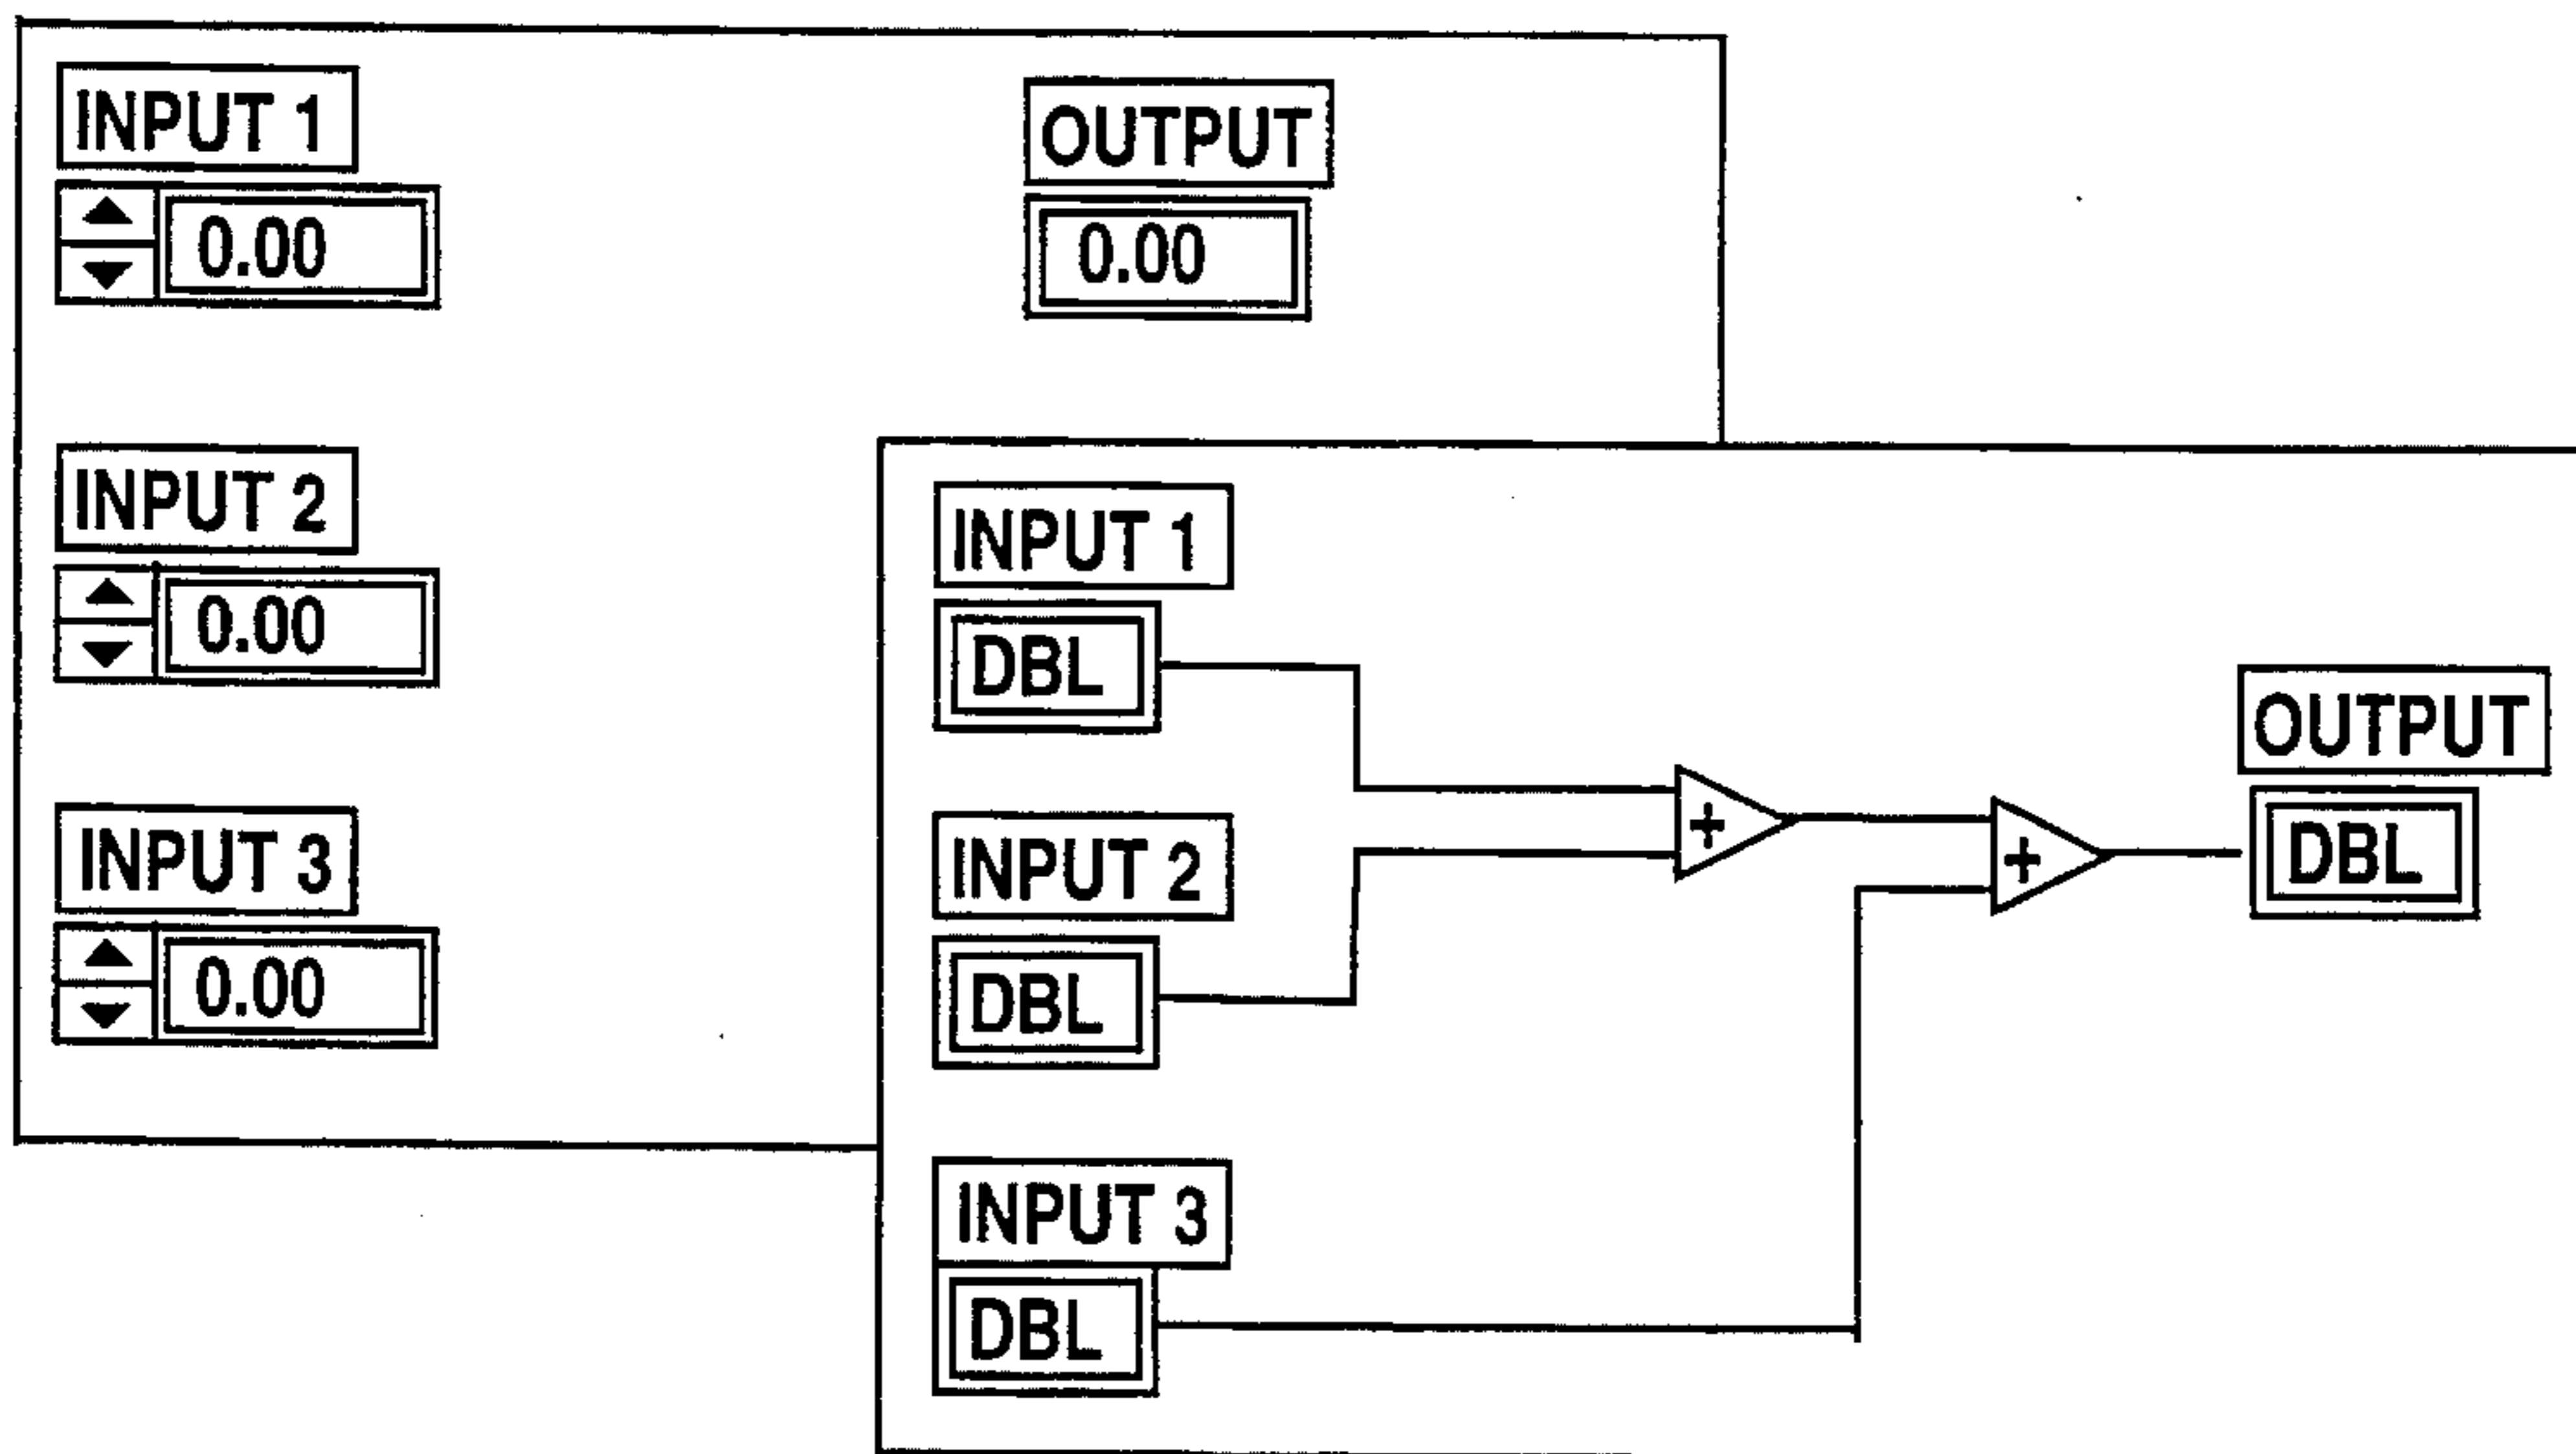 INPUT 1
0.00
OUTPUT
0.00
INPUT 2
0.00
INPUT 3
0.00
INPUT 1
DBL
INPUT 2
DBL
INPUT 3
DBL
+
+
OUTPUT
DBL